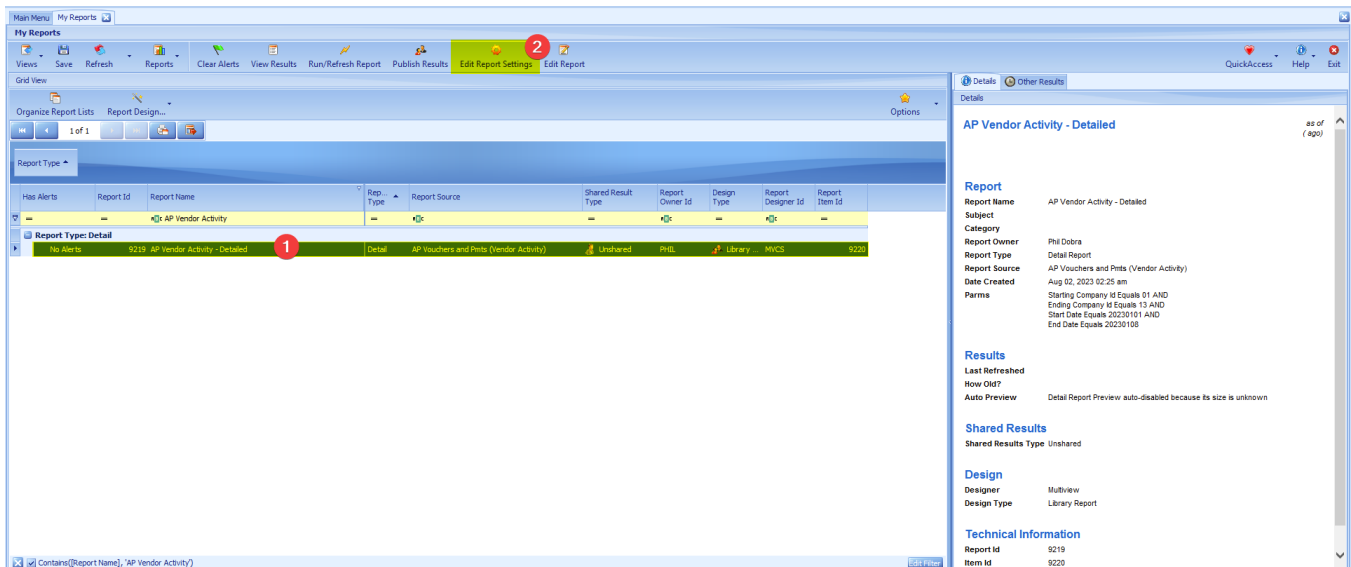 Main Menu My Reports
My Reports
Views Save Refresh Reports Clear Alerts View Results Run/Refresh Report Publish Results Edit Report Settings 2 Edit Report QuickAccess Help Exit
Grid View
Organize Report Lists Report Design... Options
1 of 1
Report Type
Has Alerts Report Id Report Name Rep... Type Report Source Shared Result Type Report Owner Id Design Type Report Designer Id Report Item Id
= = AP Vendor Activity = = = =
Report Type: Detail
No Alerts 9219 AP Vendor Activity - Detailed 1 Detail AP Vouchers and Pmts (Vendor Activity) Unshared PHIL Library ... MVCS 9220
Contains([Report Name], 'AP Vendor Activity') Edit Filter
Details Other Results
Details
AP Vendor Activity - Detailed as of
( ago)
Report
Report Name AP Vendor Activity - Detailed
Subject
Category
Report Owner Phil Dobra
Report Type Detail Report
Report Source AP Vouchers and Pmts (Vendor Activity)
Date Created Aug 02, 2023 02:25 am
Parms Starting Company Id Equals 01 AND
Ending Company Id Equals 13 AND
Start Date Equals 20230101 AND
End Date Equals 20230108
Results
Last Refreshed
How Old?
Auto Preview Detail Report Preview auto-disabled because its size is unknown
Shared Results
Shared Results Type Unshared
Design
Designer Multiview
Design Type Library Report
Technical Information
Report Id 9219
Item Id 9220